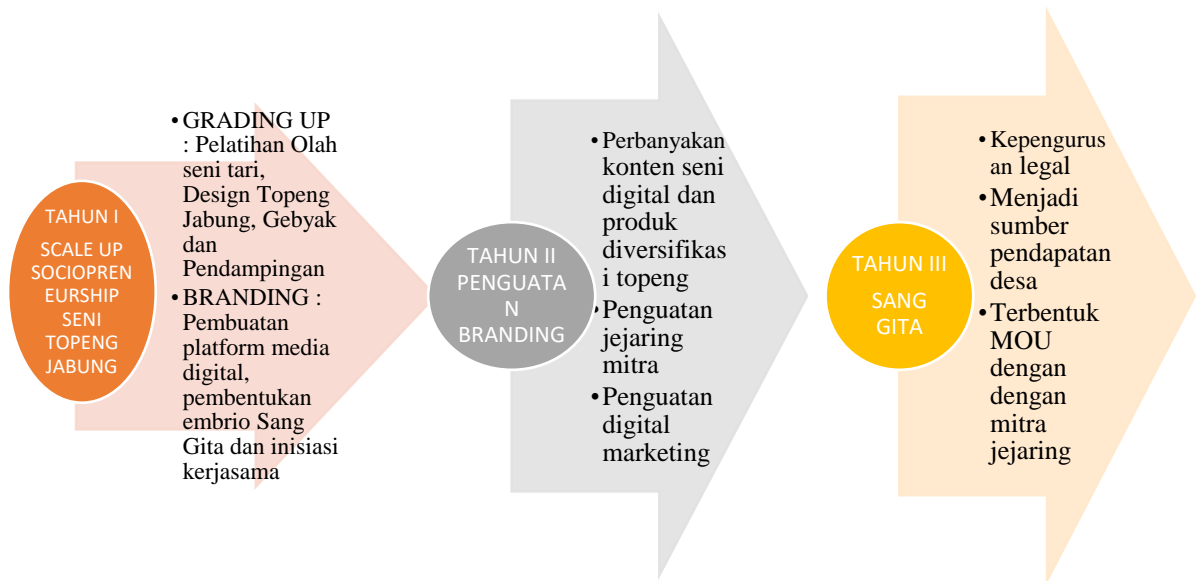 TAHUN I
SCALE UP
SOCIOPREN
EURSHIP
SENI
TOPENG
JABUNG
• GRADING UP
: Pelatihan Olah
seni tari,
Design Topeng
Jabung, Gebyak
dan
Pendampingan
• BRANDING :
Pembuatan
platform media
digital,
pembentukan
embrio Sang
Gita dan inisiasi
kerjasama
TAHUN II
PENGUATA
N
BRANDING
• Perbanyakan
konten seni
digital dan
produk
diversifikas
i topeng
• Penguatan
jejaring
mitra
• Penguatan
digital
marketing
TAHUN III
SANG
GITA
• Kepengurus
an legal
• Menjadi
sumber
pendapatan
desa
• Terbentuk
MOU
dengan
dengan
mitra
jejaring